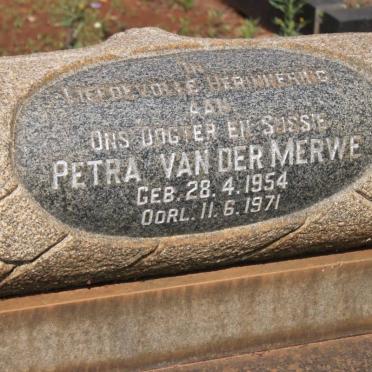 IN
LIEFDEVOLLE HERINNERING
AAN
ONS DOGTER EN SUSSIE
PETRA VAN DER MERWE
GEB. 28.4.1954
OORL. 11.6.1971